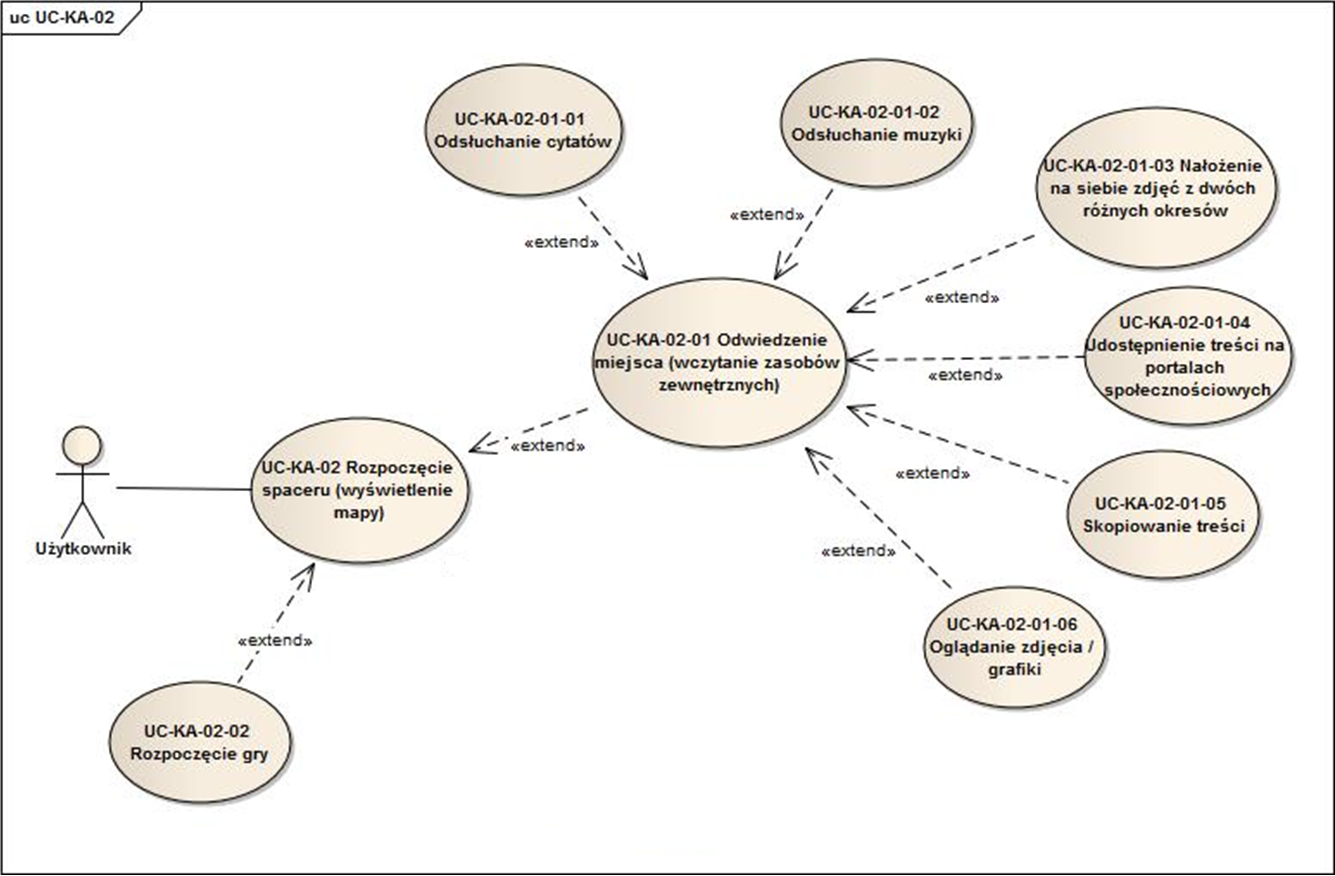 uc UC-KA-02
UC-KA-02-01-01
Odsłuchanie cytatów
UC-KA-02-01-02
Odsłuchanie muzyki
UC-KA-02-01-03 Nałożenie
na siebie zdjęć z dwóch
różnych okresów
«extend»
«extend»
«extend»
UC-KA-02-01 Odwiedzenie
miejsca (wczytanie zasobów
zewnętrznych)
UC-KA-02-01-04
Udostępnienie treści na
portalach
społecznościowych
«extend»
«extend»
«extend»
UC-KA-02 Rozpoczęcie
spaceru (wyświetlenie
mapy)
UC-KA-02-01-05
Skopiowanie treści
Użytkownik
«extend»
«extend»
UC-KA-02-01-06
Oglądanie zdjęcia /
grafiki
UC-KA-02-02
Rozpoczęcie gry